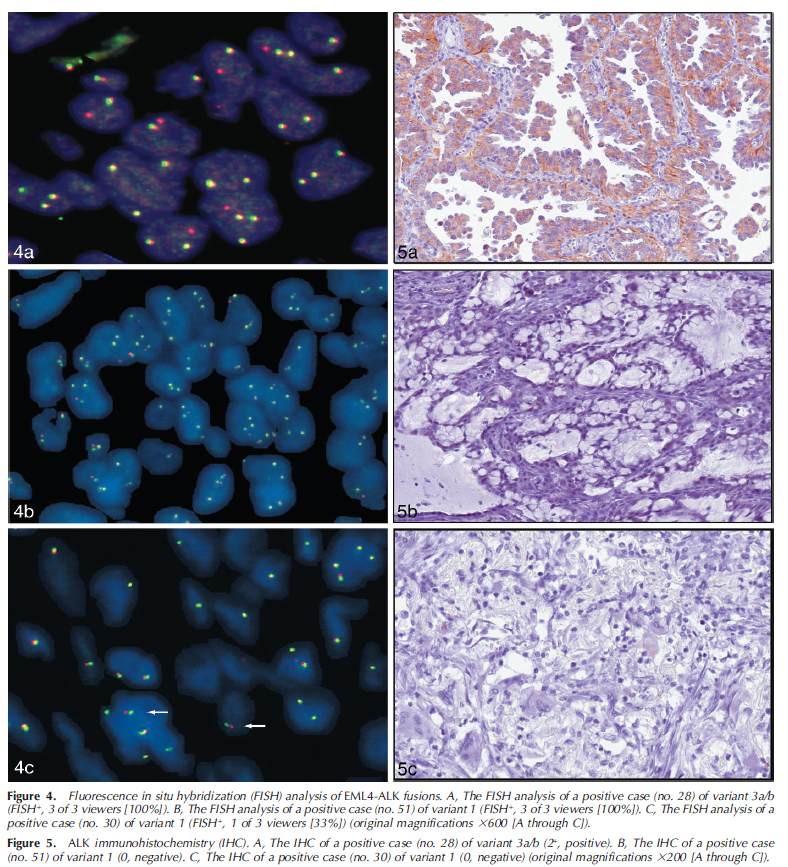 4a
5a
4b
5b
4c
5c
Figure 4. Fluorescence in situ hybridization (FISH) analysis of EML4-ALK fusions. A, The FISH analysis of a positive case (no. 28) of variant 3a/b
(FISH⁺, 3 of 3 viewers [100%]). B, The FISH analysis of a positive case (no. 51) of variant 1 (FISH⁺, 3 of 3 viewers [100%]). C, The FISH analysis of a
positive case (no. 30) of variant 1 (FISH⁺, 1 of 3 viewers [33%]) (original magnifications ×600 [A through C]).
Figure 5. ALK immunohistochemistry (IHC). A, The IHC of a positive case (no. 28) of variant 3a/b (2⁺, positive). B, The IHC of a positive case
(no. 51) of variant 1 (0, negative). C, The IHC of a positive case (no. 30) of variant 1 (0, negative) (original magnifications ×200 [A through C]).